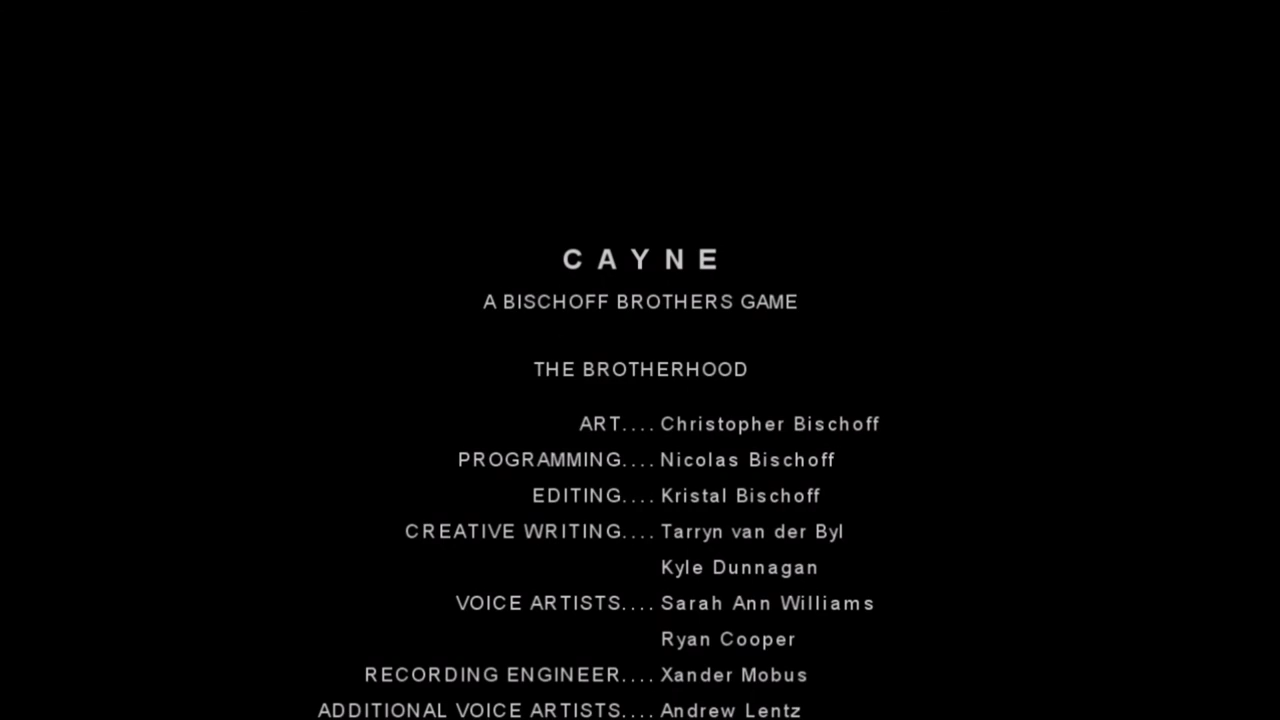 CAYNE
A BISCHOFF BROTHERS GAME
THE BROTHERHOOD
ART.... Christopher Bischoff
PROGRAMMING.... Nicolas Bischoff
EDITING.... Kristal Bischoff
CREATIVE WRITING.... Tarryn van der Byl
Kyle Dunnagan
VOICE ARTISTS.... Sarah Ann Williams
Ryan Cooper
RECORDING ENGINEER.... Xander Mobus
ADDITIONAL VOICE ARTISTS.... Andrew Lentz